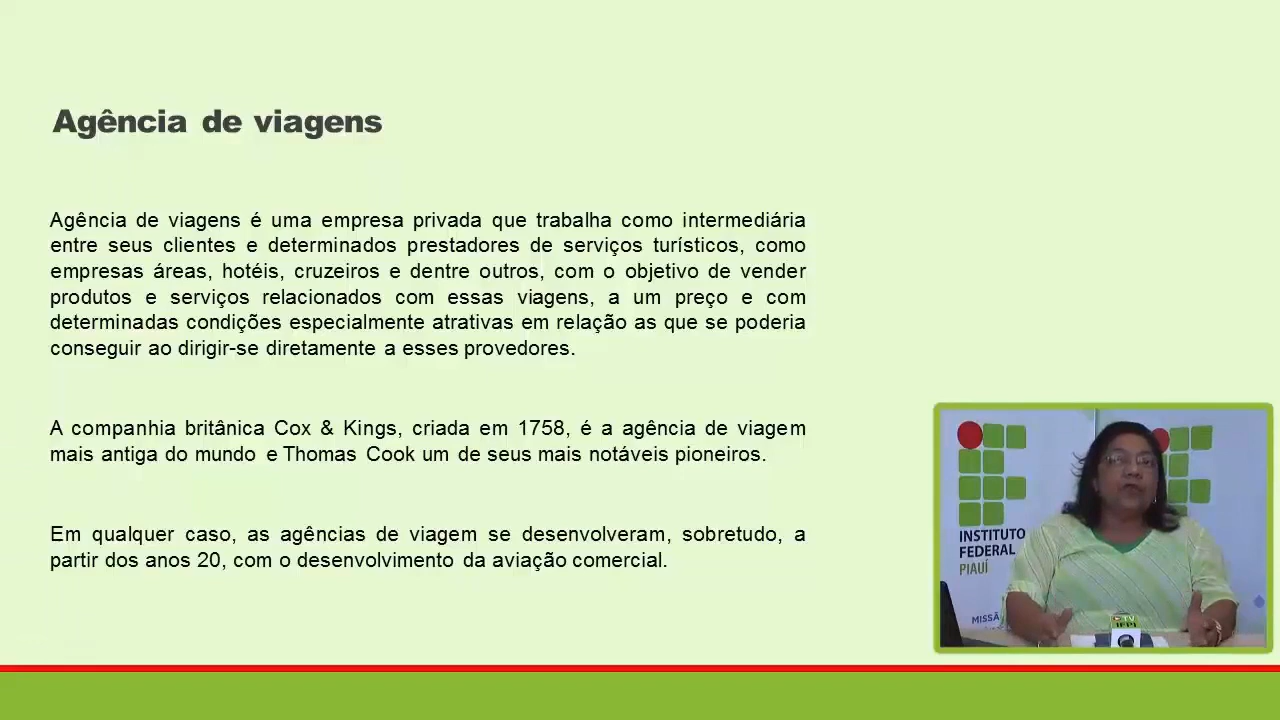 Agência de viagens
Agência de viagens é uma empresa privada que trabalha como intermediária
entre seus clientes e determinados prestadores de serviços turísticos, como
empresas áreas, hotéis, cruzeiros e dentre outros, com o objetivo de vender
produtos e serviços relacionados com essas viagens, a um preço e com
determinadas condições especialmente atrativas em relação as que se poderia
conseguir ao dirigir-se diretamente a esses provedores.
A companhia britânica Cox & Kings, criada em 1758, é a agência de viagem
mais antiga do mundo e Thomas Cook um de seus mais notáveis pioneiros.
Em qualquer caso, as agências de viagem se desenvolveram, sobretudo, a
partir dos anos 20, com o desenvolvimento da aviação comercial.
INSTITUTO
FEDERAL
PIAUÍ
TV
IFPI